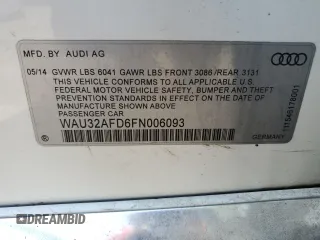 MFD. BY AUDI AG
05/14 GVWR LBS 6041 GAWR LBS FRONT 3086/REAR 3131
THIS VEHICLE CONFORMS TO ALL APPLICABLE U.S.
FEDERAL MOTOR VEHICLE SAFETY, BUMPER, AND
THEFT PREVENTION STANDARDS IN EFFECT ON THE
DATE OF MANUFACTURE SHOWN ABOVE.
PASSENGER CAR
WAU32AFD6FN006093
GERMANY
DREAMBID